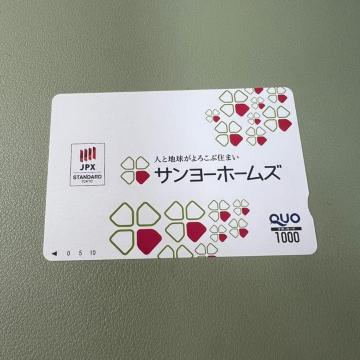 人と地球がよろこぶ住まい
サンヨーホームズ
JPX
STANDARD
TOKYO
QUO
1000
◀ 0 5 10